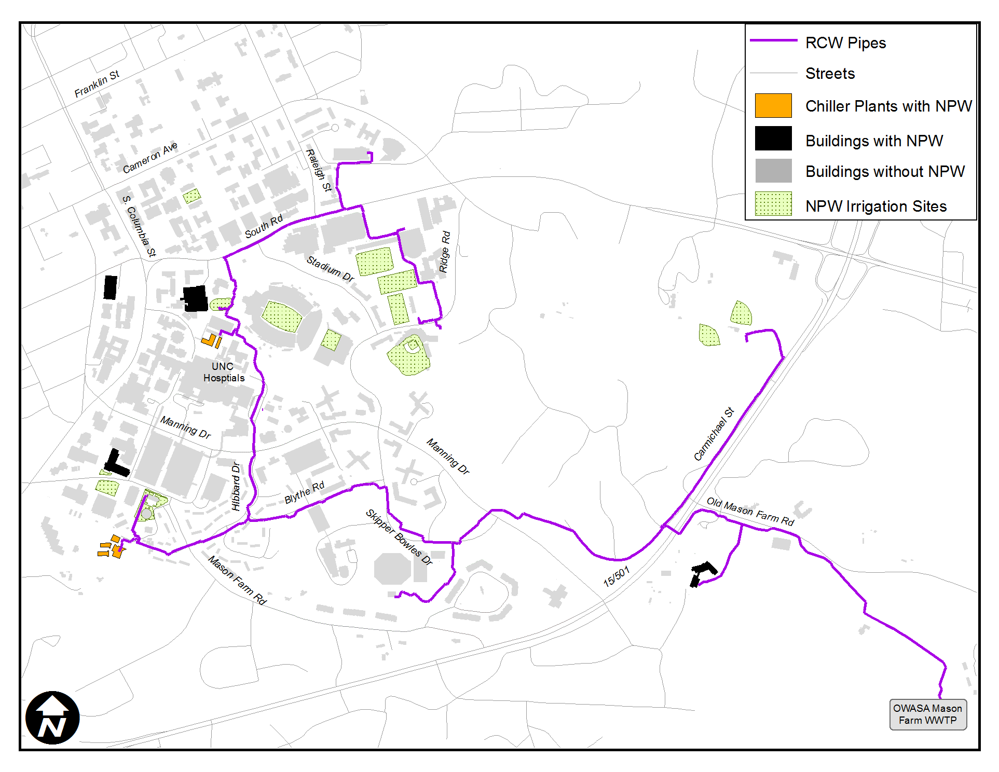 RCW Pipes
Streets
Chiller Plants with NPW
Buildings with NPW
Buildings without NPW
NPW Irrigation Sites
Franklin St
Cameron Ave
Raleigh St
S. Columbia St
South Rd
Stadium Dr
Ridge Rd
UNC
Hosptials
Manning Dr
Carmichael St
Manning Dr
HIbbard Dr
Blythe Rd
Old Mason Farm Rd
Skipper Bowles Dr
Mason Farm Rd
15/501
OWASA Mason
Farm WWTP
N